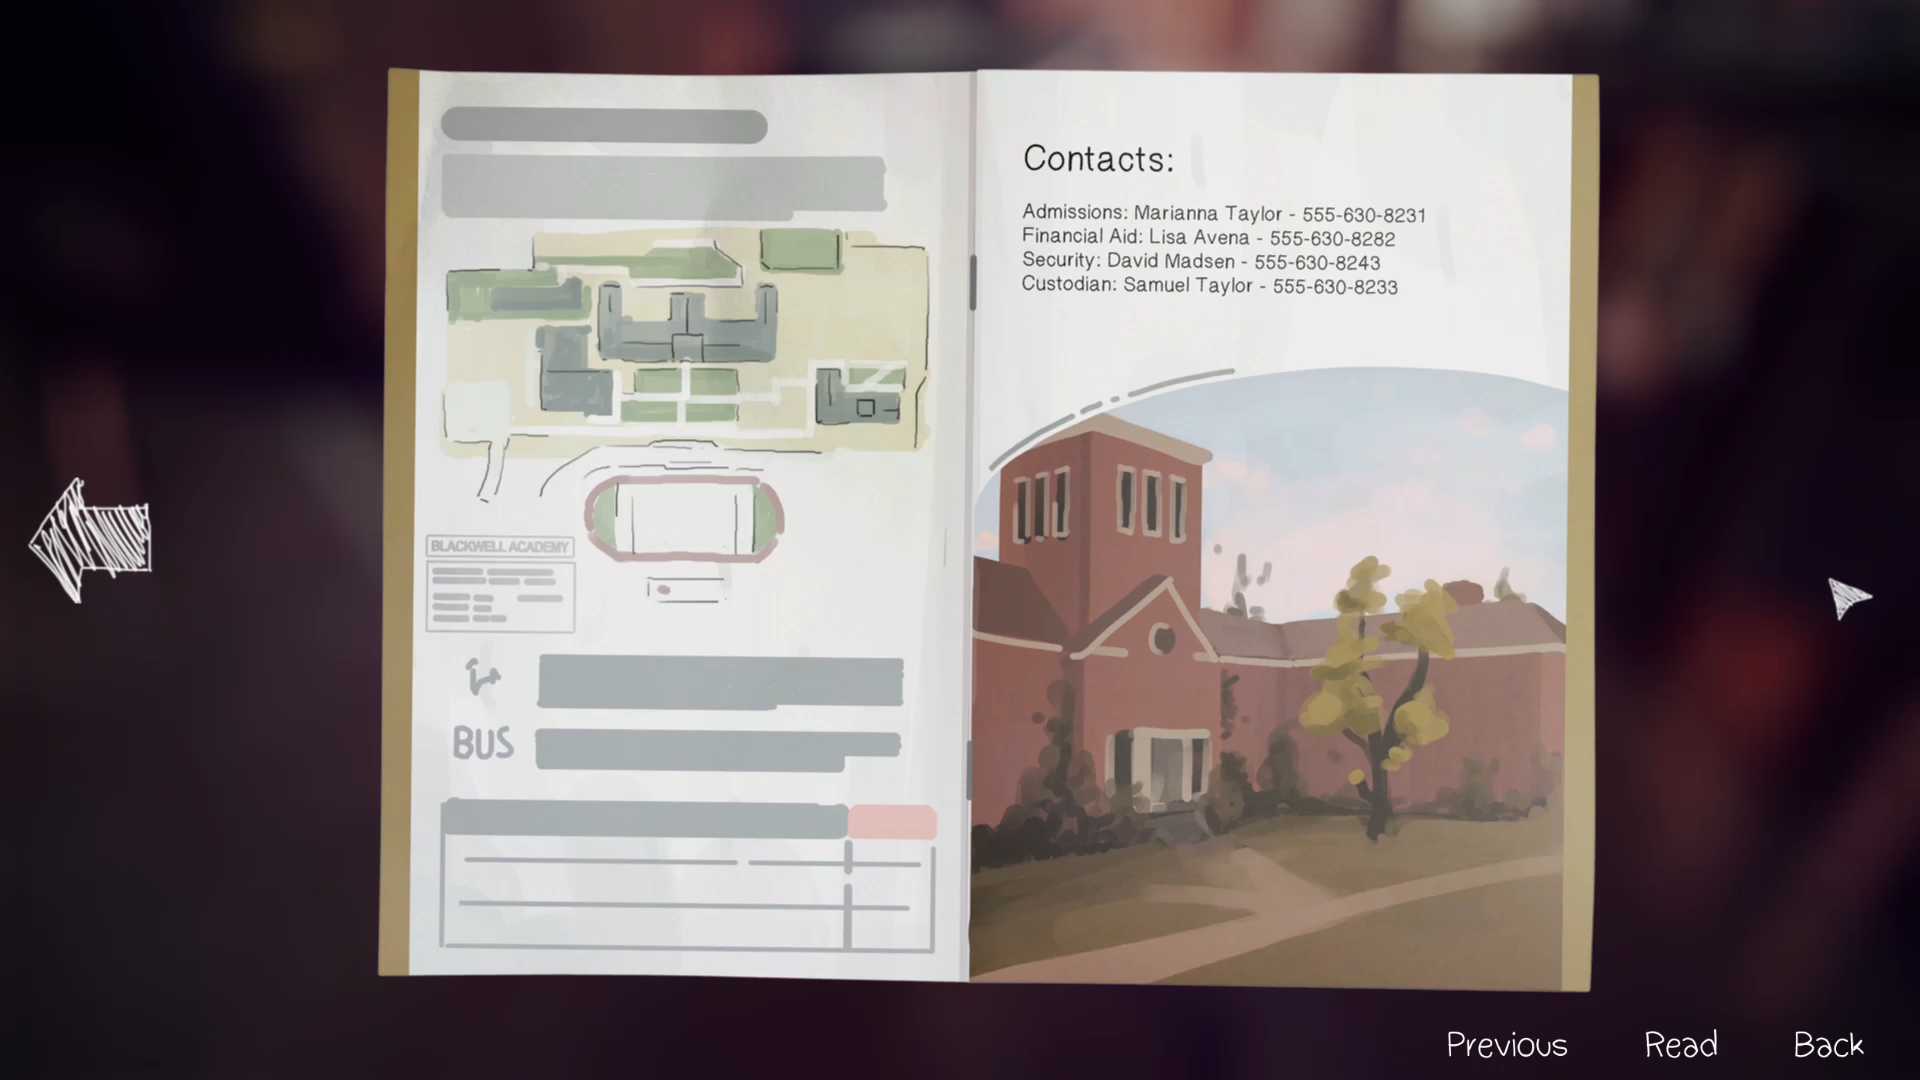 BLACKWELL ACADEMY
BUS
Contacts:
Admissions: Marianna Taylor - 555-630-8231
Financial Aid: Lisa Avena - 555-630-8282
Security: David Madsen - 555-630-8243
Custodian: Samuel Taylor - 555-630-8233
Previous
Read
Back